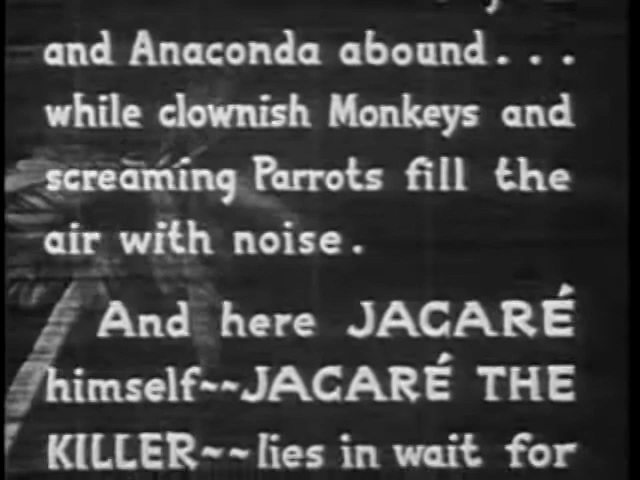 and Anaconda abound...
while clownish Monkeys and
screaming Parrots fill the
air with noise.
And here JACARÉ
himself~~JACARÉ THE
KILLER~~lies in wait for